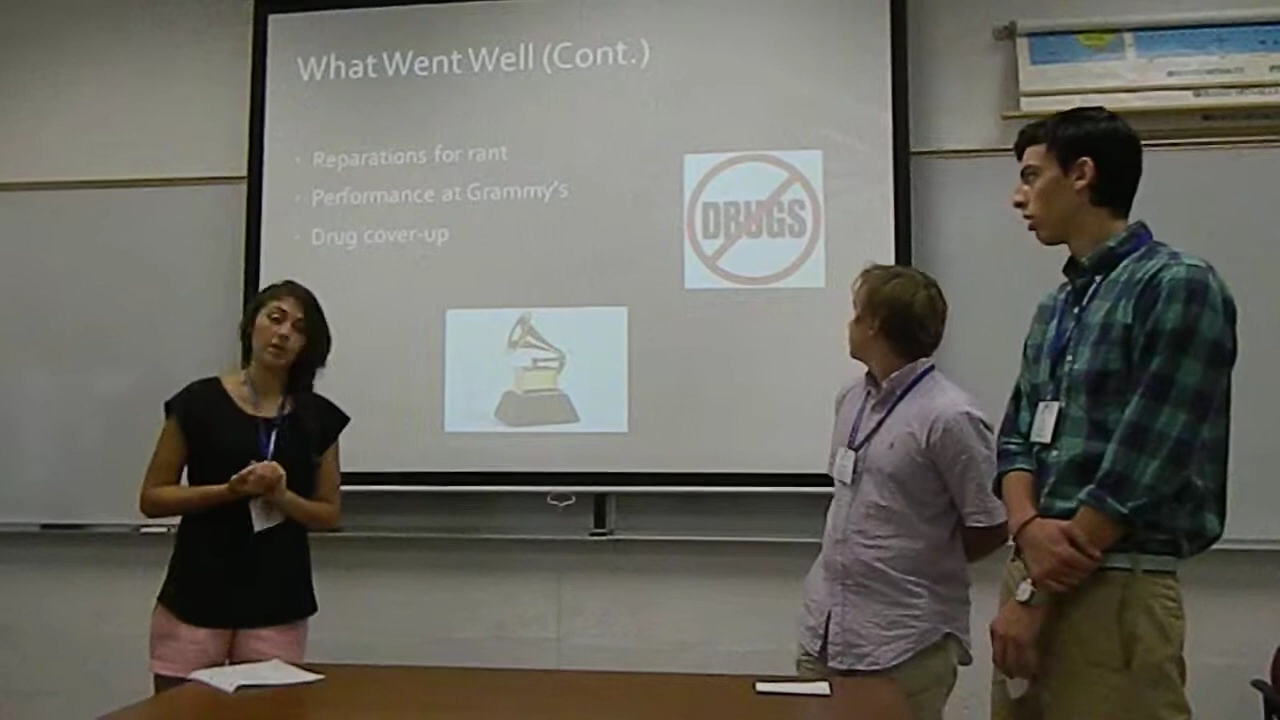 What Went Well (Cont.)
· Reparations for rant
· Performance at Grammy's
· Drug cover-up
DRUGS